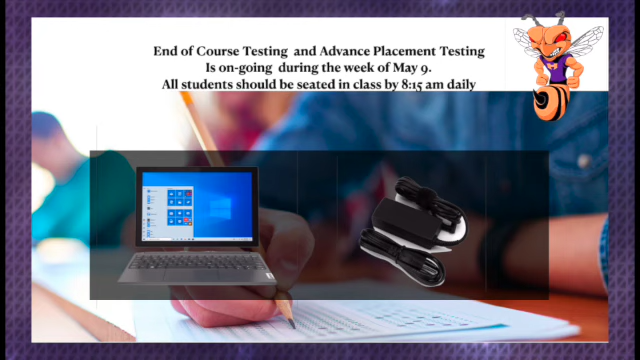 End of Course Testing and Advance Placement Testing
Is on-going during the week of May 9.
All students should be seated in class by 8:15 am daily